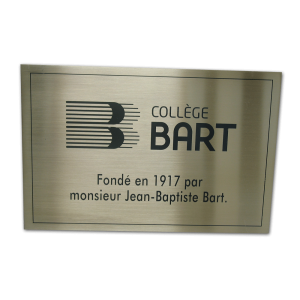 COLLÈGE
BART
Fondé en 1917 par
monsieur Jean-Baptiste Bart.